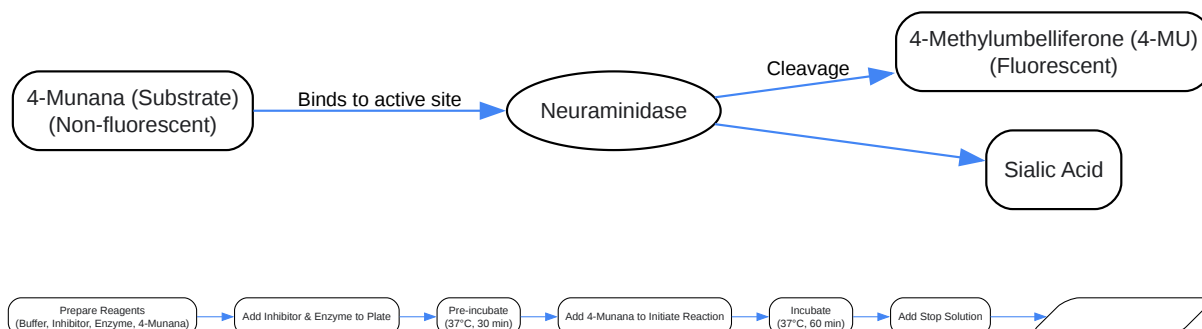 4-Munana (Substrate)
(Non-fluorescent)
Binds to active site
Neuraminidase
Cleavage
4-Methylumbelliferone (4-MU)
(Fluorescent)
Sialic Acid
Prepare Reagents
(Buffer, Inhibitor, Enzyme, 4-Munana)
Add Inhibitor & Enzyme to Plate
Pre-incubate
(37°C, 30 min)
Add 4-Munana to Initiate Reaction
Incubate
(37°C, 60 min)
Add Stop Solution